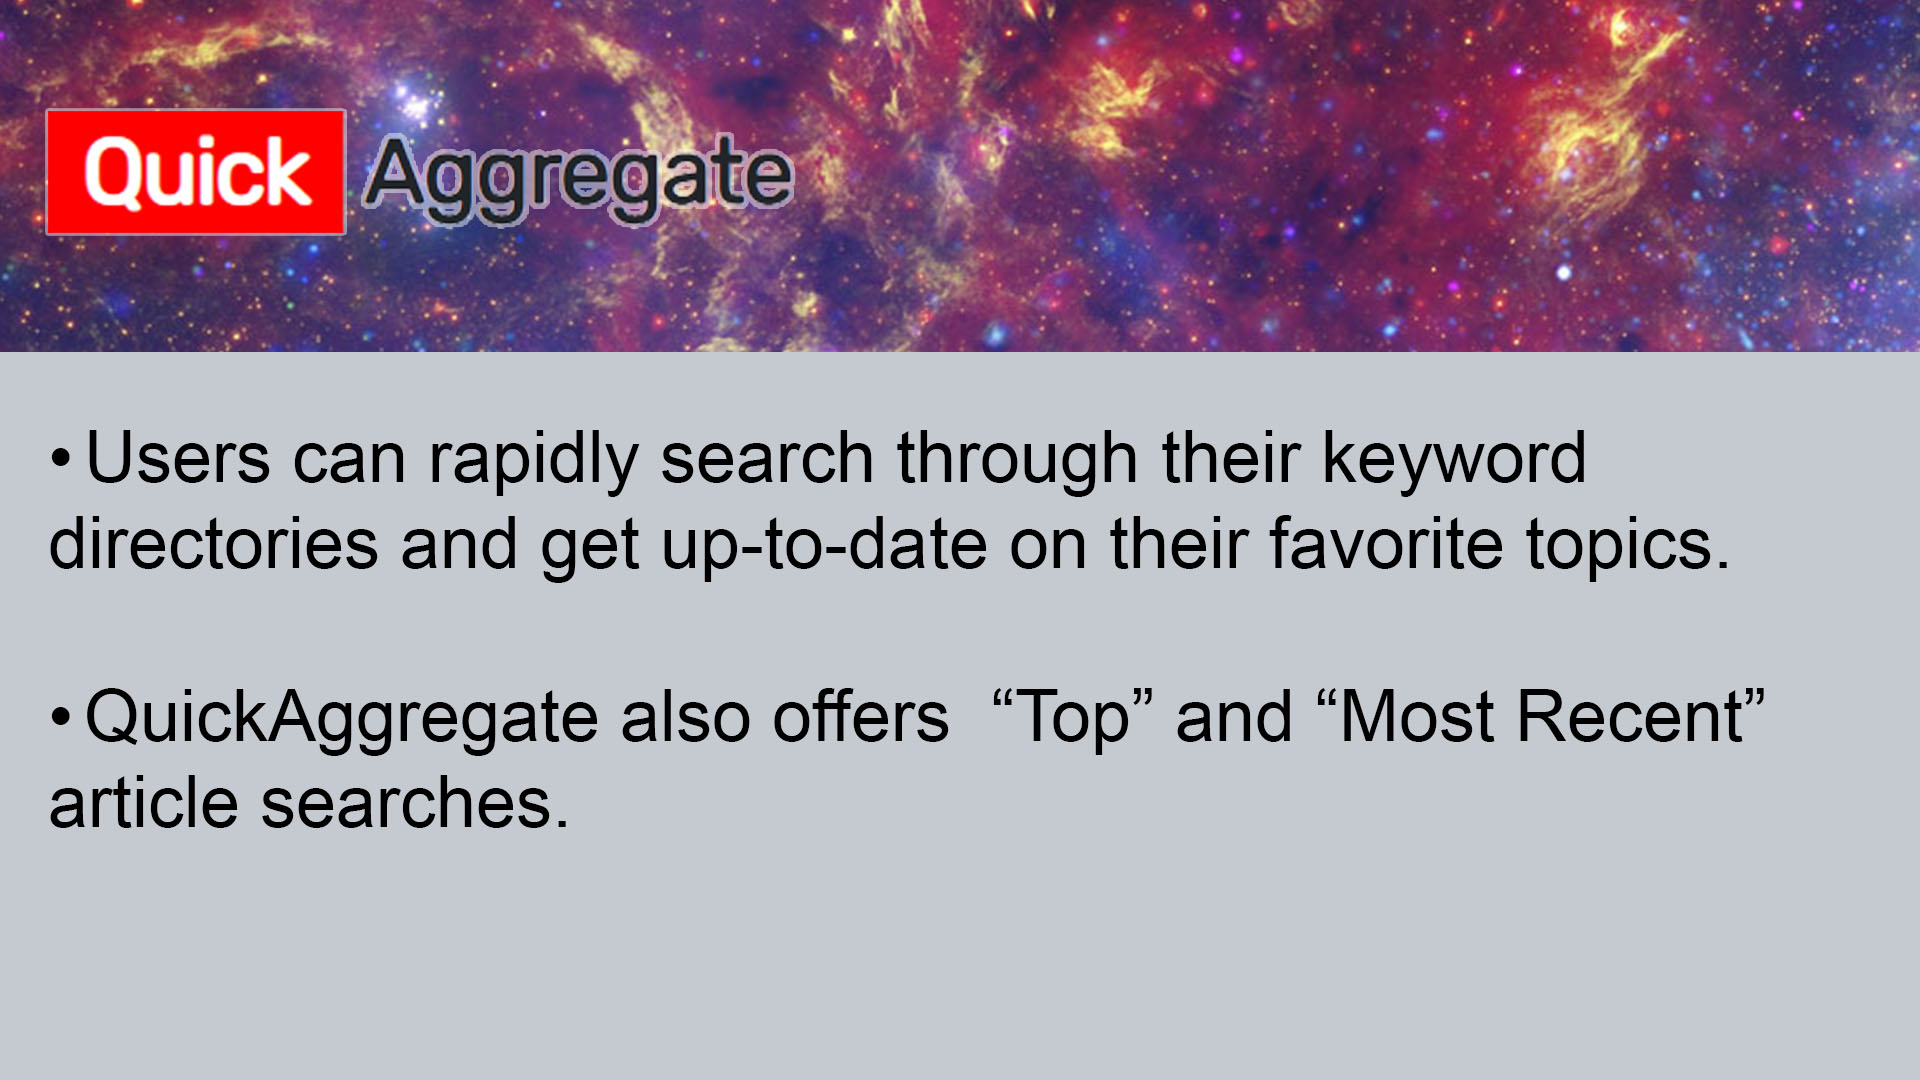 Quick Aggregate
• Users can rapidly search through their keyword
directories and get up-to-date on their favorite topics.
• QuickAggregate also offers  “Top” and “Most Recent”
article searches.